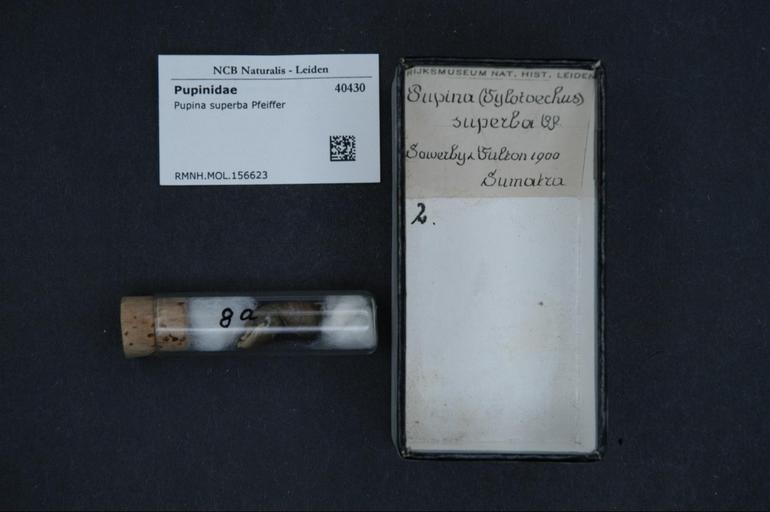 NCB Naturalis - Leiden
Pupinidae 40430
Pupina superba Pfeiffer
RMNH.MOL.156623
RIJKSMUSEUM NAT. HIST. LEIDEN
Pupina (Tylotoechus)
superba Pf.
Sowerby & Fulton 1900
Sumatra
2.
8a